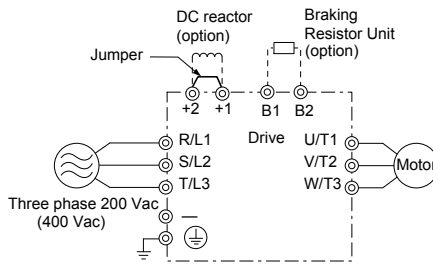 DC reactor
(option)
Braking
Resistor Unit
(option)
Jumper
+2
+1
B1
B2
R/L1
Drive
U/T1
S/L2
V/T2
Motor
T/L3
W/T3
Three phase 200 Vac
(400 Vac)
−